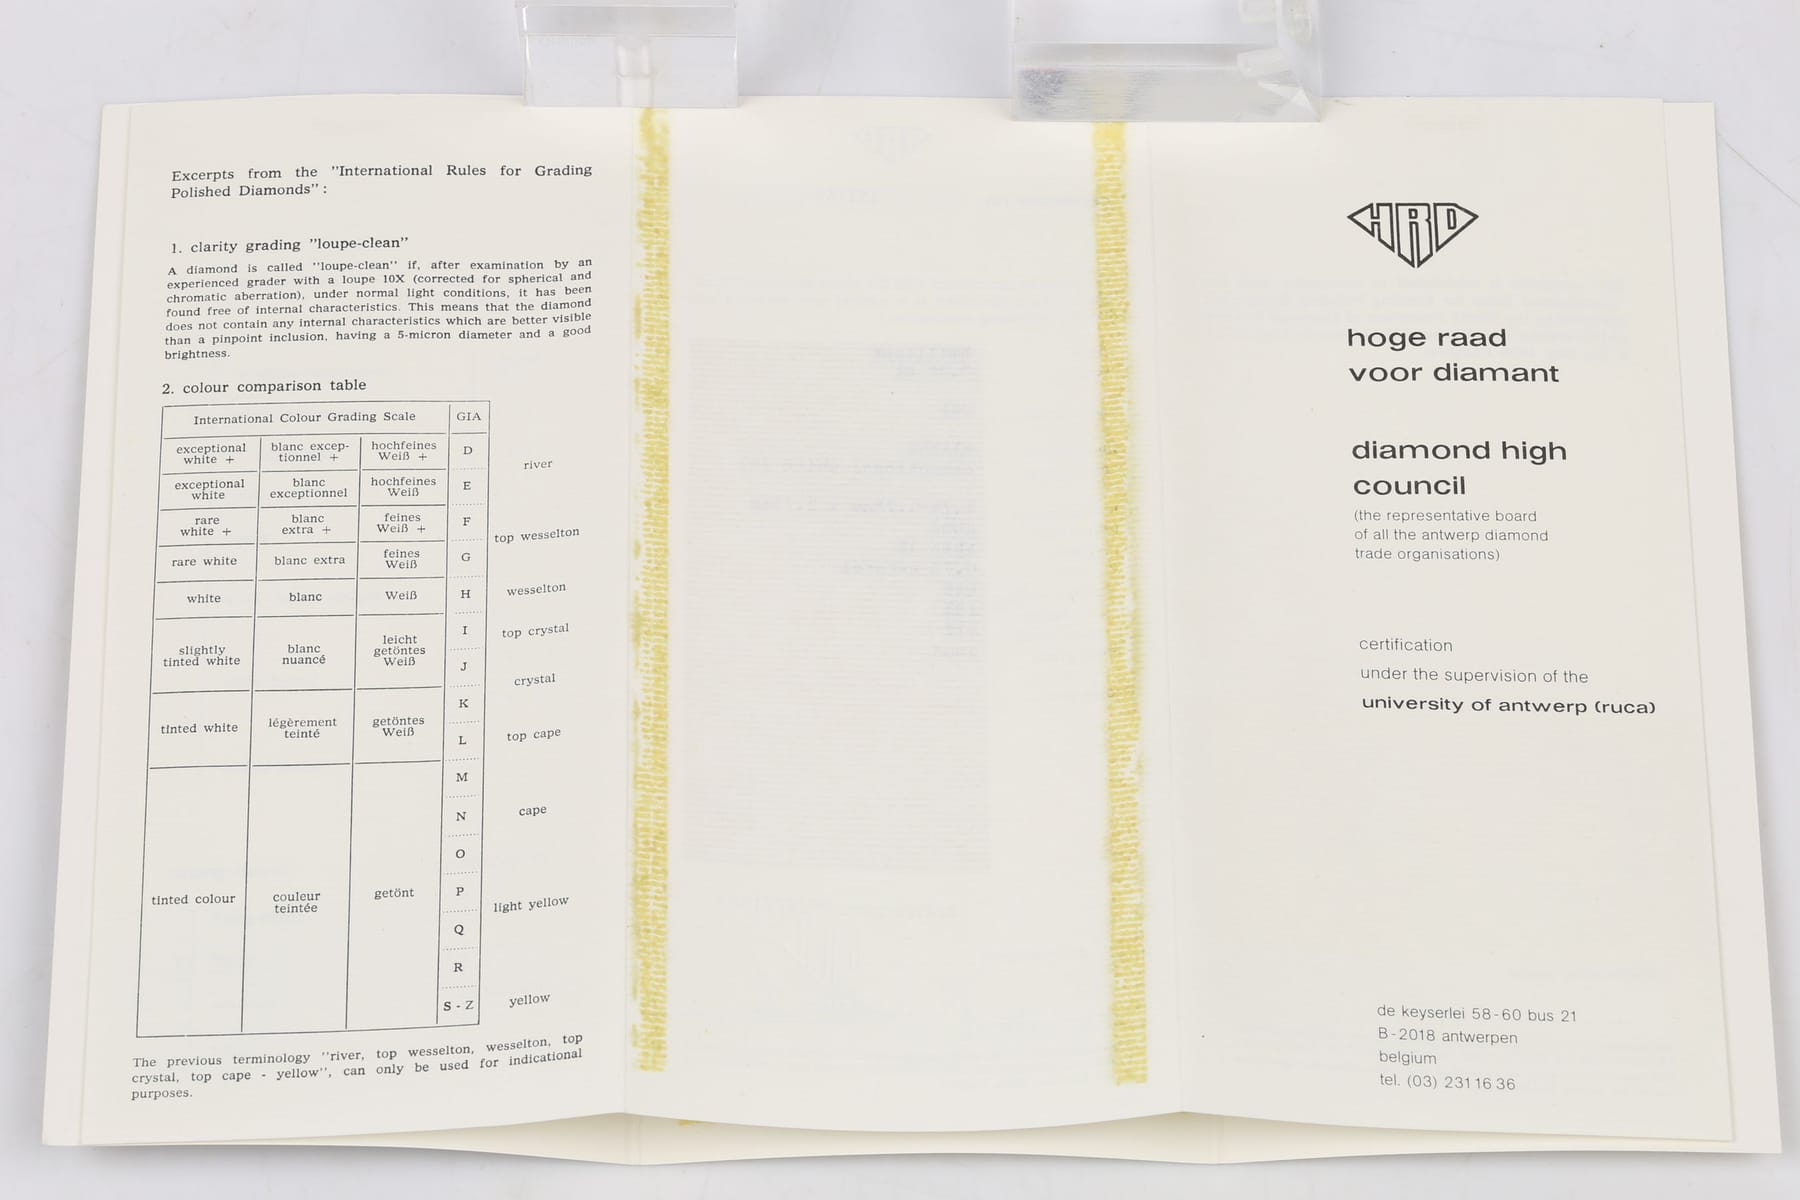 Excerpts from the "International Rules for Grading
Polished Diamonds" :
1. clarity grading "loupe-clean"
A diamond is called "loupe-clean" if, after examination by an
experienced grader with a loupe 10X (corrected for spherical and
chromatic aberration), under normal light conditions, it has been
found free of internal characteristics. This means that the diamond
does not contain any internal characteristics which are better visible
than a pinpoint inclusion, having a 5-micron diameter and a good
brightness.
2. colour comparison table
International Colour Grading Scale GIA
exceptional white + blanc excep-tionnel + hochfeines Weiß + D
river
exceptional white blanc exceptionnel hochfeines Weiß E
rare white + blanc extra + feines Weiß + F
top wesselton
rare white blanc extra feines Weiß G
white blanc Weiß H wesselton
slightly tinted white blanc nuancé leicht getöntes Weiß I top crystal
J
crystal
K
tinted white légèrement teinté getöntes Weiß L top cape
M
N cape
O
tinted colour couleur teintée getönt P light yellow
Q
R
S - Z yellow
The previous terminology "river, top wesselton, wesselton, top
crystal, top cape - yellow", can only be used for indicational
purposes.
HRD
hoge raad
voor diamant
diamond high
council
(the representative board
of all the antwerp diamond
trade organisations)
certification
under the supervision of the
university of antwerp (ruca)
de keyserlei 58-60 bus 21
B-2018 antwerpen
belgium
tel. (03) 231 16 36